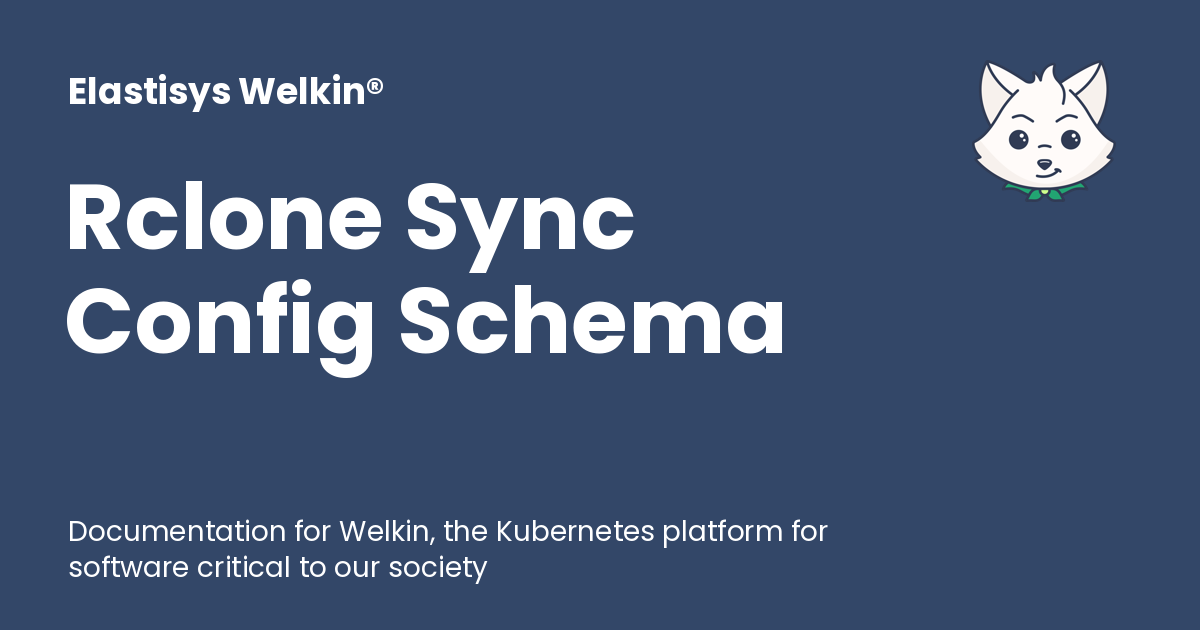 Elastisys Welkin®
Rclone Sync
Config Schema
Documentation for Welkin, the Kubernetes platform for
software critical to our society